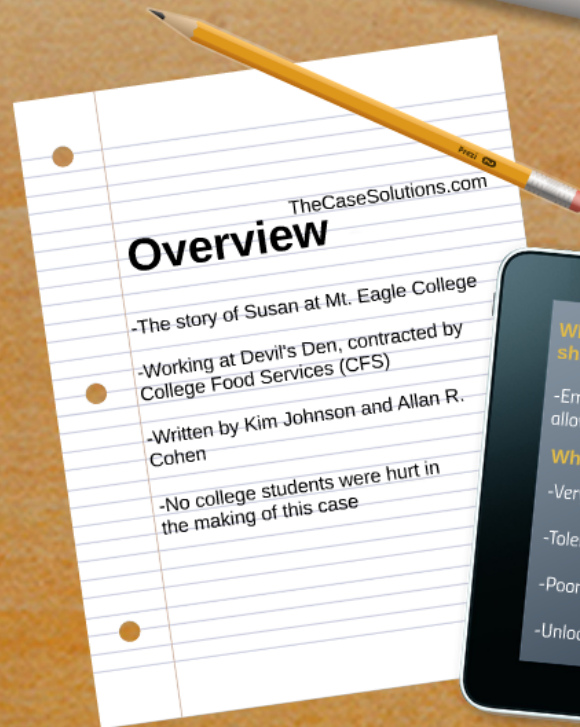 Prezi
TheCaseSolutions.com
Overview
-The story of Susan at Mt. Eagle College
-Working at Devil's Den, contracted by
College Food Services (CFS)
-Written by Kim Johnson and Allan R.
Cohen
-No college students were hurt in
the making of this case